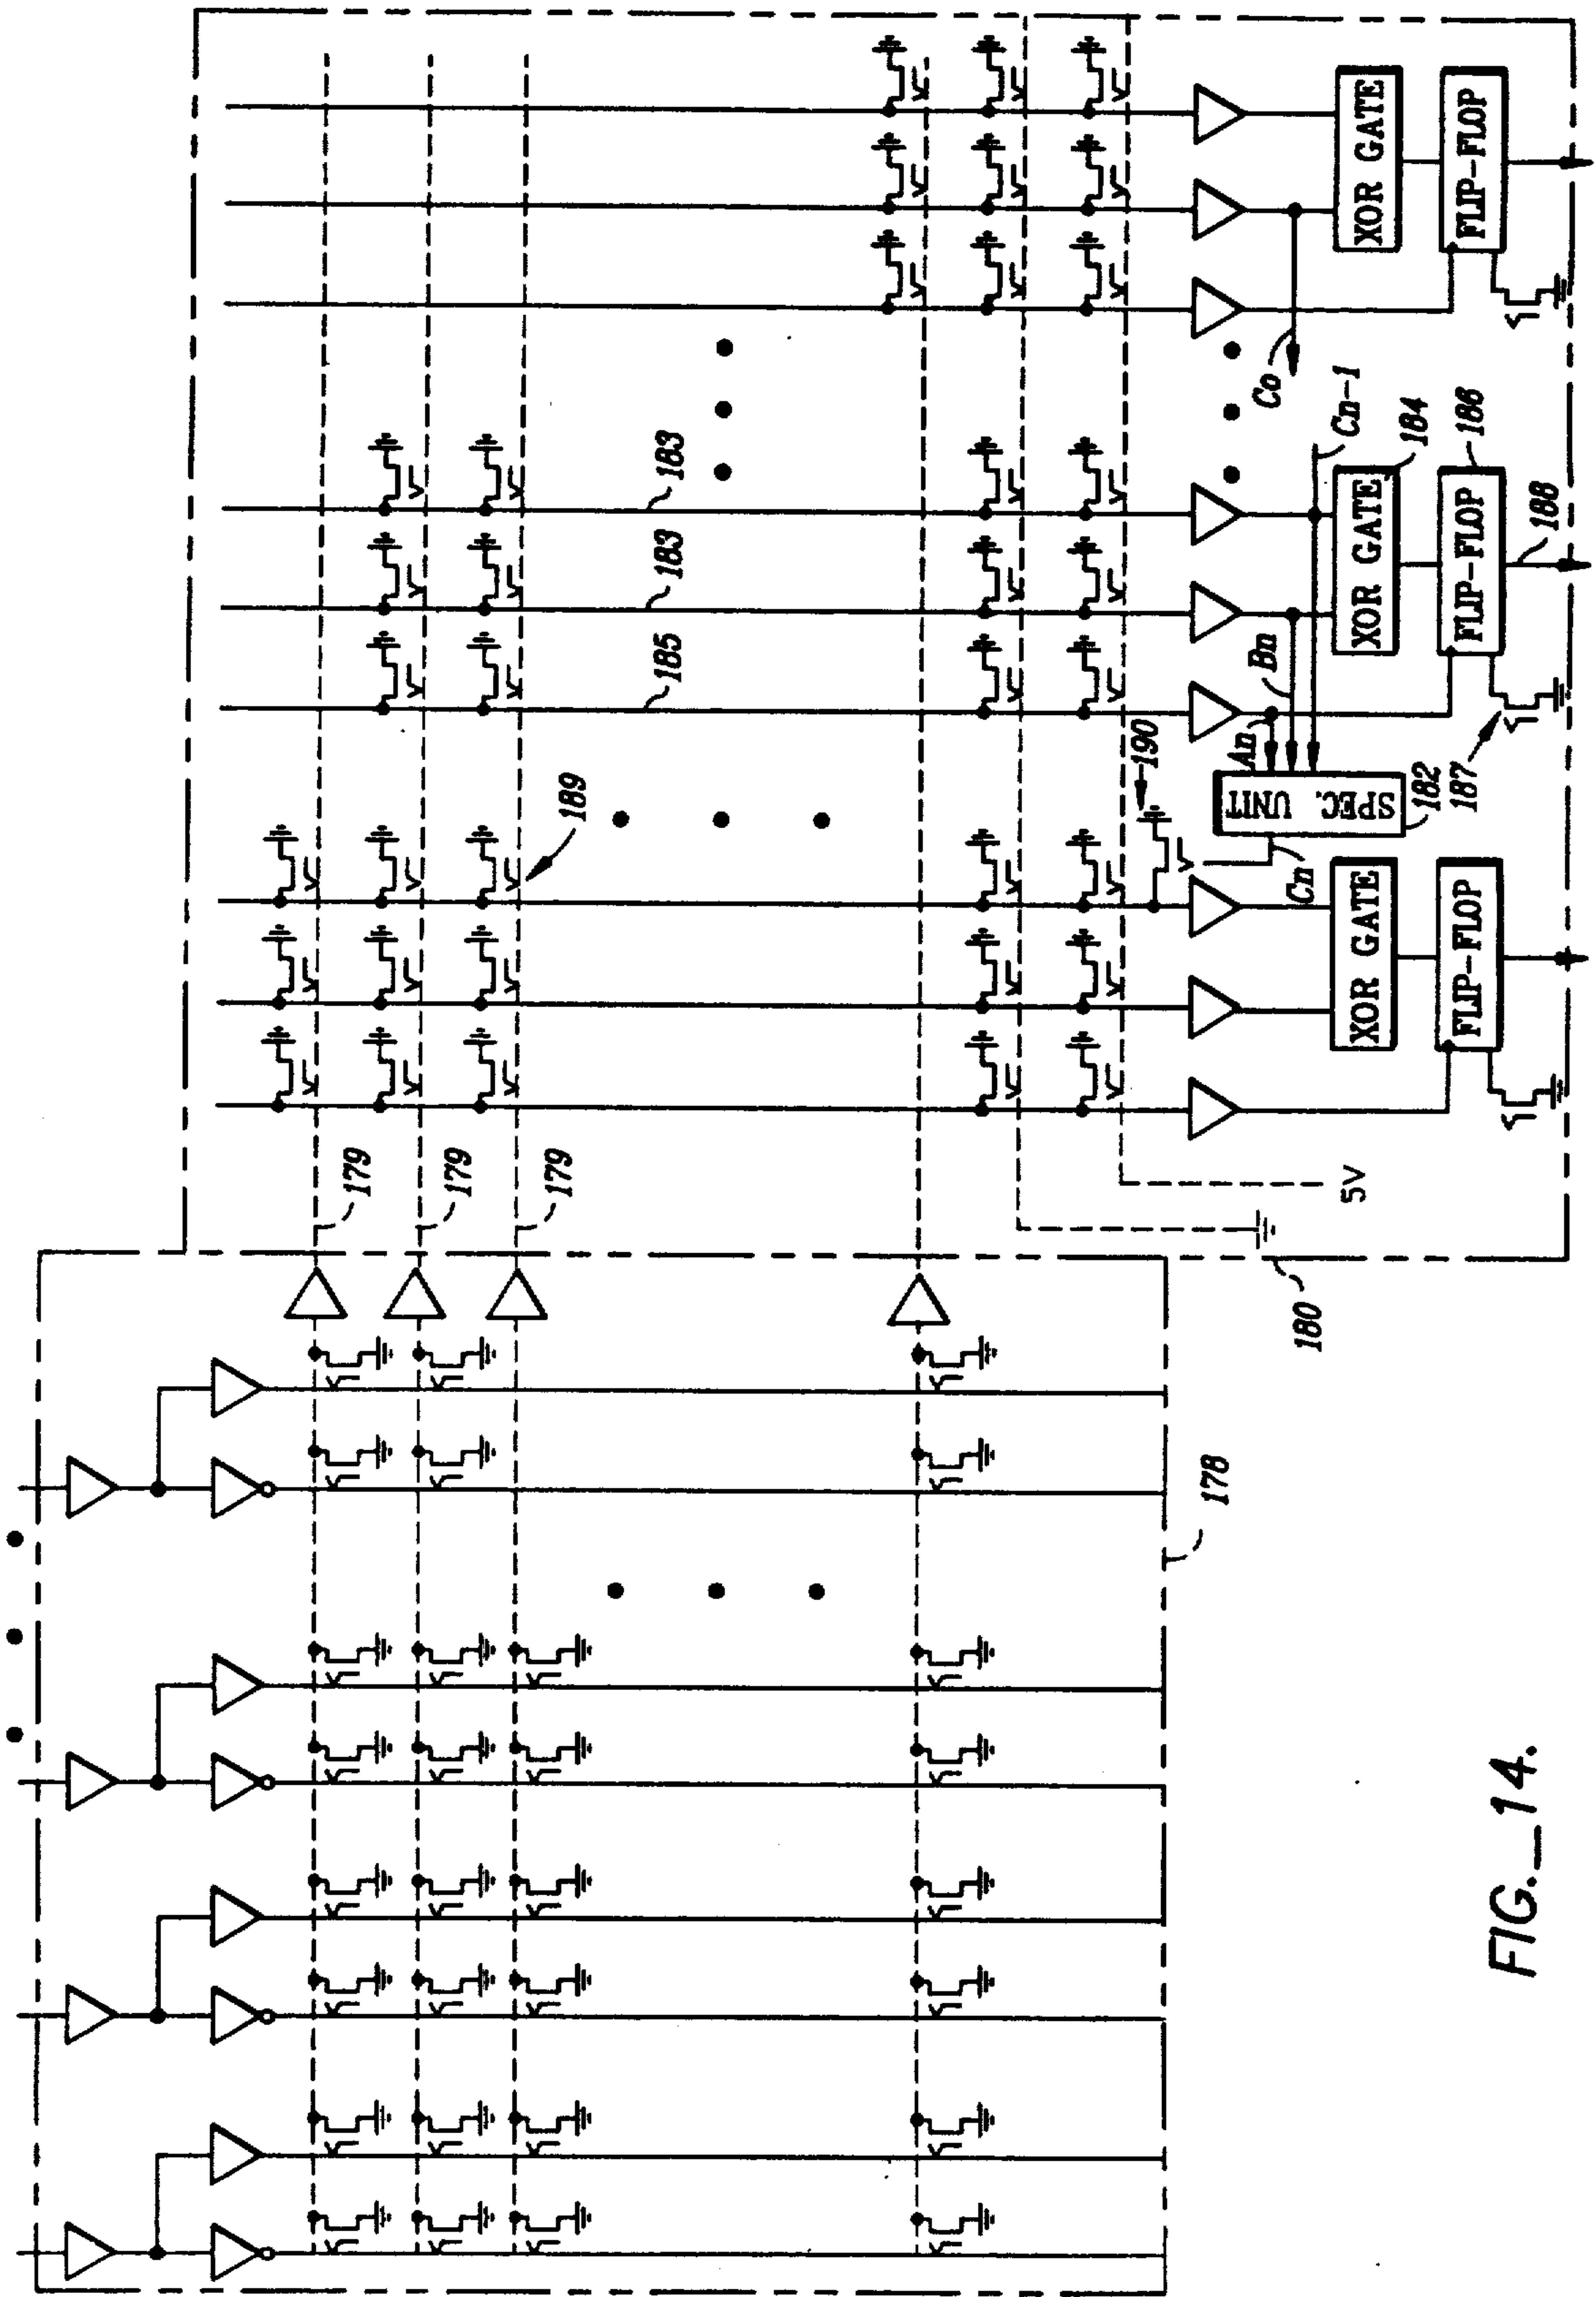 179
179
179
189
185
183
183
5V
180
190
An
Bn
Co
Cn-1
SPEC. UNIT
182
187
Cn
XOR GATE
XOR GATE
184
XOR GATE
FLIP-FLOP
FLIP-FLOP
186
FLIP-FLOP
188
178
FIG._14.